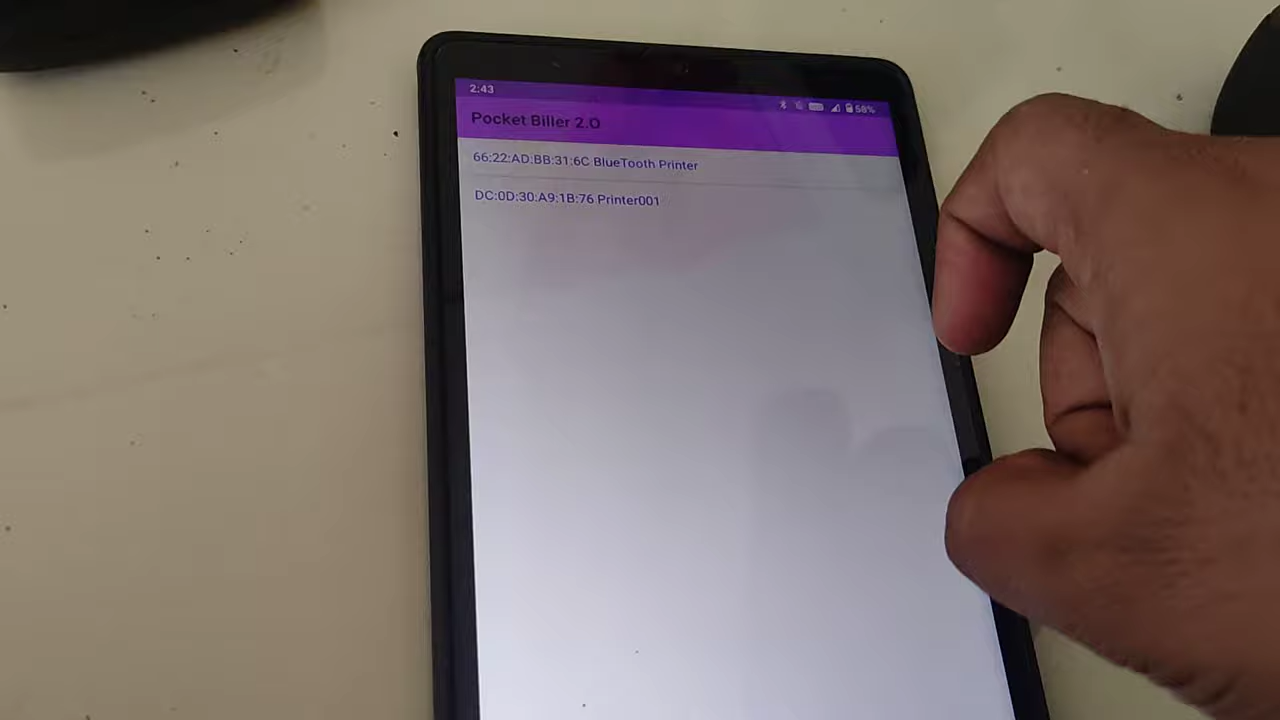 2:43
58%
Pocket Biller 2.0
66:22:AD:BB:31:6C BlueTooth Printer
DC:0D:30:A9:1B:76 Printer001